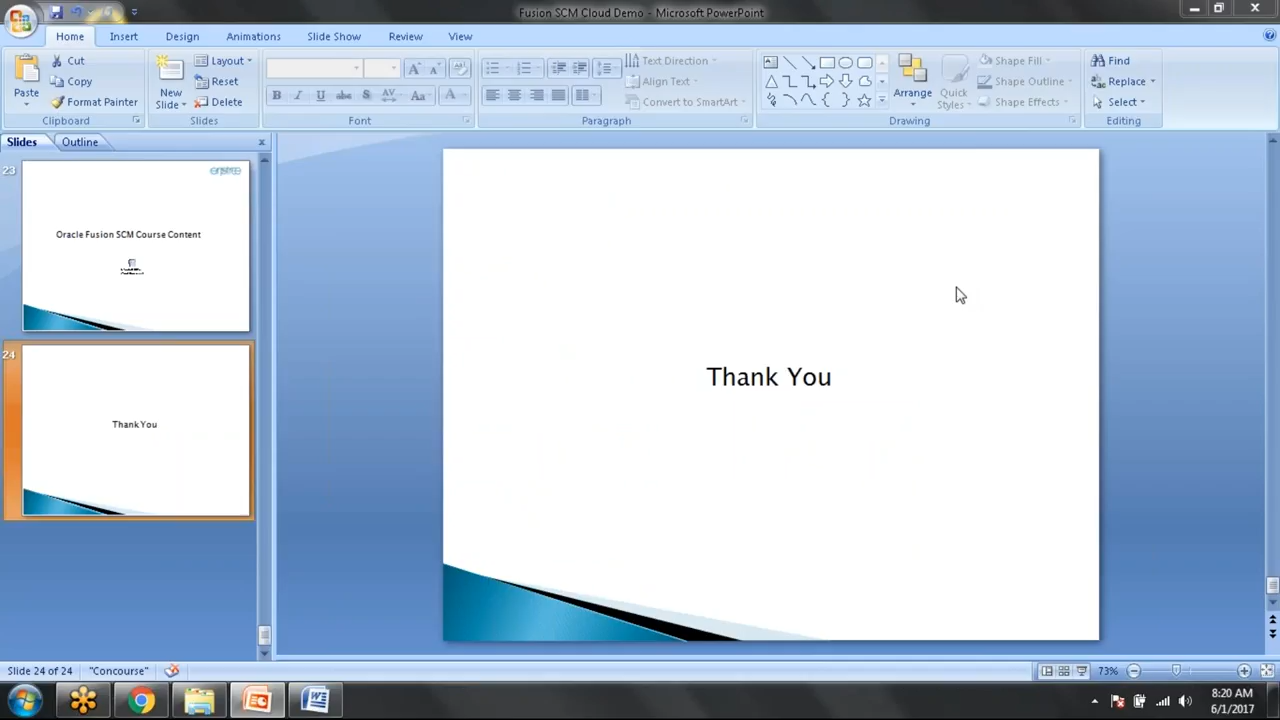 Fusion SCM Cloud Demo - Microsoft PowerPoint
Home Insert Design Animations Slide Show Review View
Paste
Cut
Copy
Format Painter
Clipboard
New Slide
Layout
Reset
Delete
Slides
B I U abe S AV Aa A
Font
Text Direction
Align Text
Convert to SmartArt
Paragraph
Arrange
Quick Styles
Shape Fill
Shape Outline
Shape Effects
Drawing
Find
Replace
Select
Editing
Slides Outline
23
Oracle Fusion SCM Course Content
24
Thank You
Thank You
Slide 24 of 24
"Concourse"
73%
8:20 AM
6/1/2017